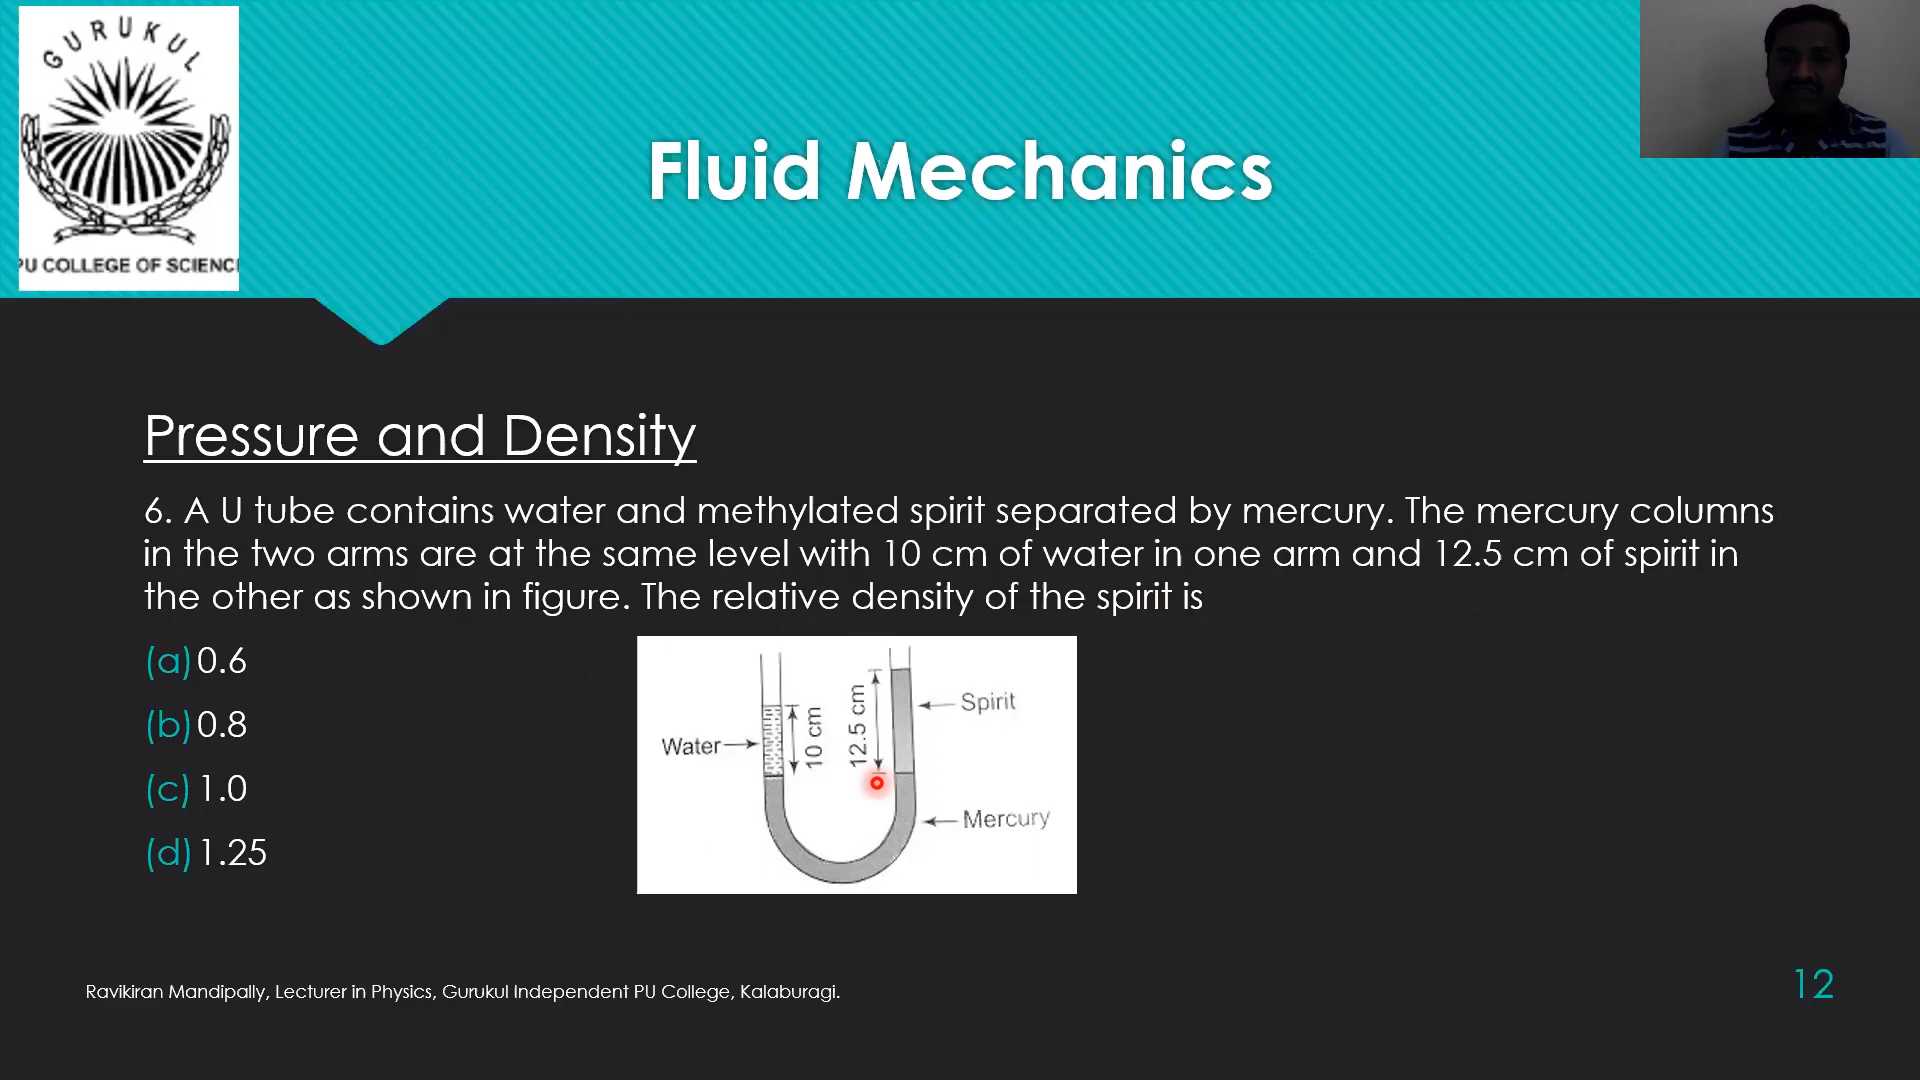 GURUKUL
PU COLLEGE OF SCIENC
Fluid Mechanics
Pressure and Density
6. A U tube contains water and methylated spirit separated by mercury. The mercury columns
in the two arms are at the same level with 10 cm of water in one arm and 12.5 cm of spirit in
the other as shown in figure. The relative density of the spirit is
(a) 0.6
(b) 0.8
(c) 1.0
(d) 1.25
Water
10 cm
12.5 cm
Spirit
Mercury
Ravikiran Mandipally, Lecturer in Physics, Gurukul Independent PU College, Kalaburagi.
12